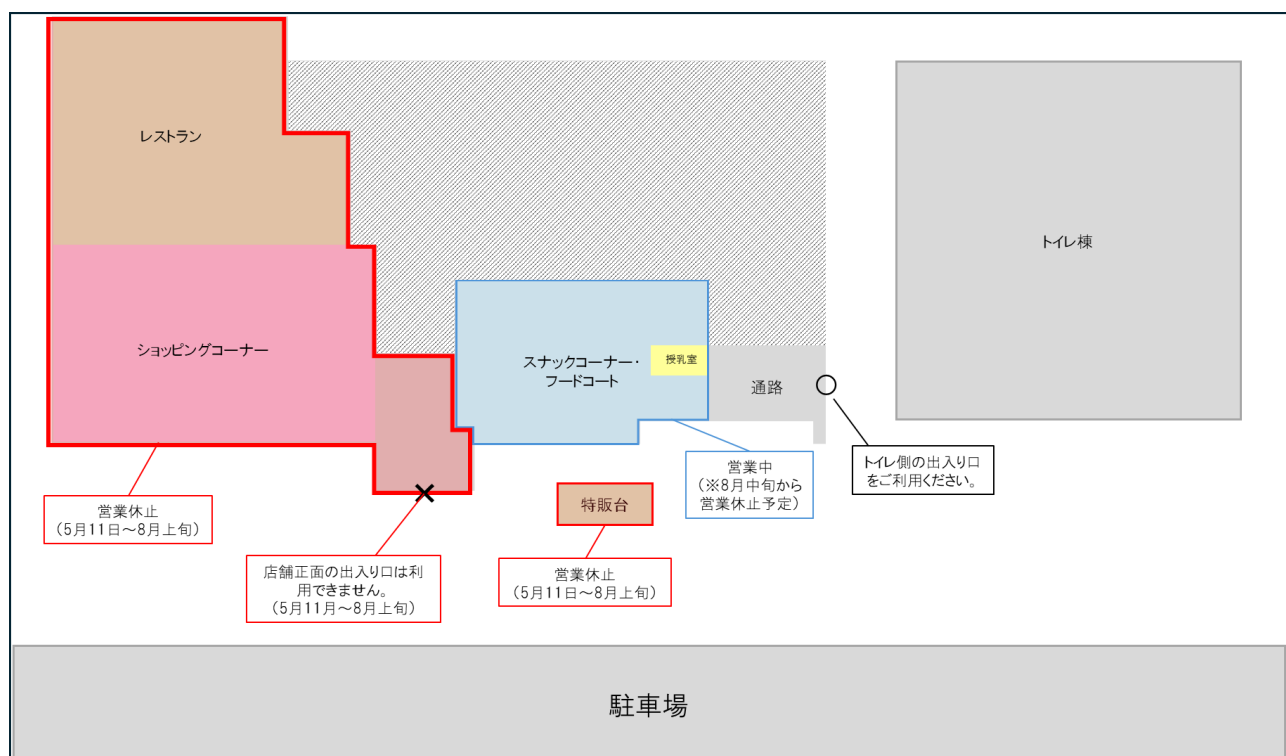 レストラン
トイレ棟
ショッピングコーナー
スナックコーナー・
フードコート
授乳室
通路
営業休止
(5月11日~8月上旬)
店舗正面の出入り口は利
用できません。
(5月11月~8月上旬)
特販台
営業休止
(5月11日~8月上旬)
営業中
(※8月中旬から
営業休止予定)
トイレ側の出入り口
をご利用ください。
駐車場